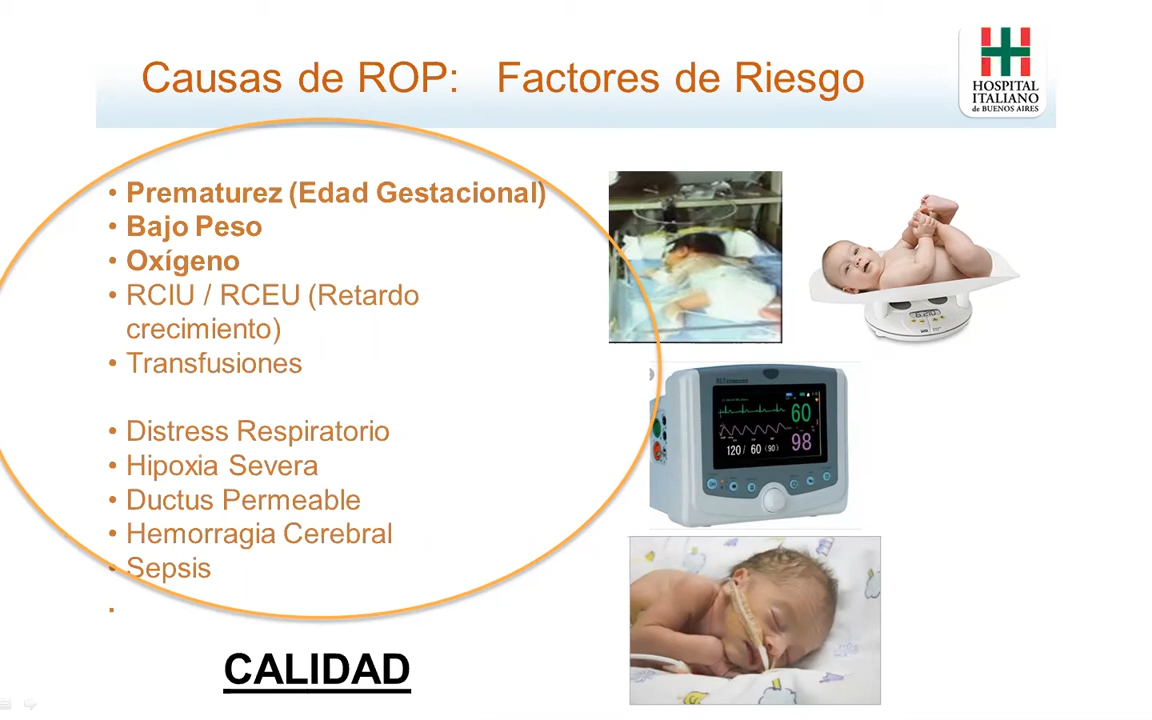 Causas de ROP: Factores de Riesgo
HOSPITAL
ITALIANO
de BUENOS AIRES
• Prematurez (Edad Gestacional)
• Bajo Peso
• Oxígeno
• RCIU / RCEU (Retardo
crecimiento)
• Transfusiones
• Distress Respiratorio
• Hipoxia Severa
• Ductus Permeable
• Hemorragia Cerebral
• Sepsis
•
60
98
120/ 60 (90)
CALIDAD